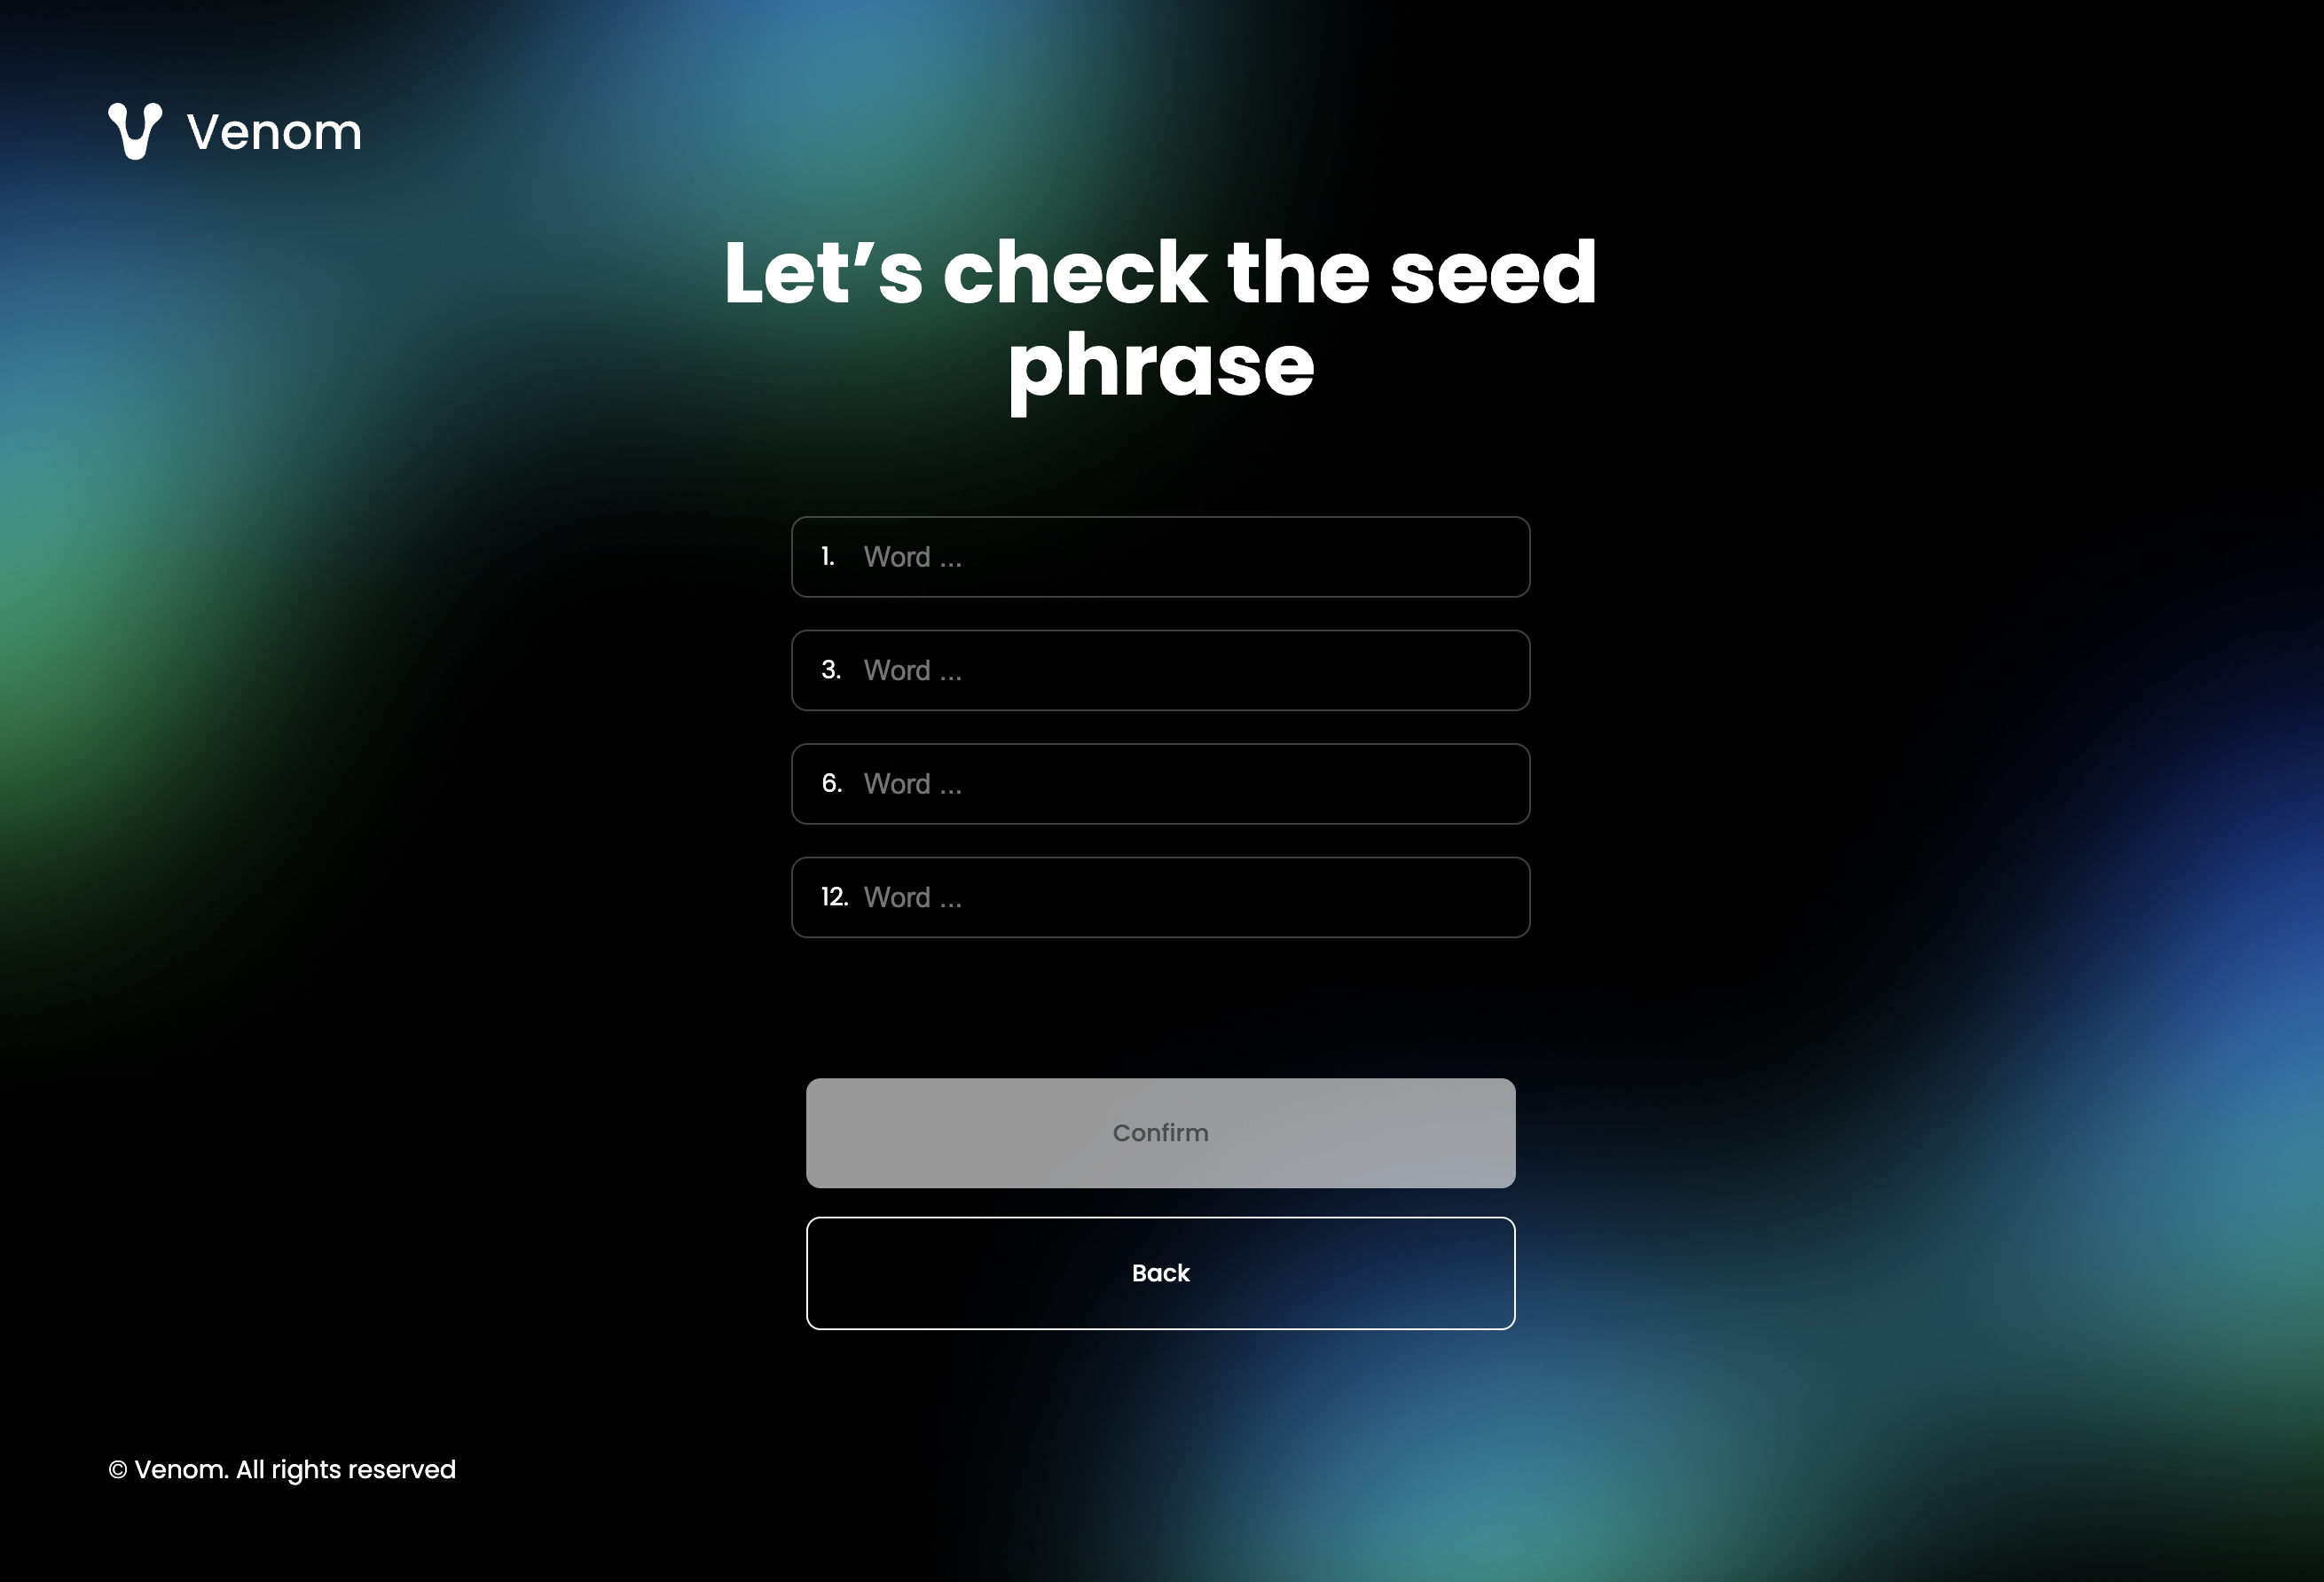 Venom
Let’s check the seed
phrase
1. Word ...
3. Word ...
6. Word ...
12. Word ...
Confirm
Back
© Venom. All rights reserved